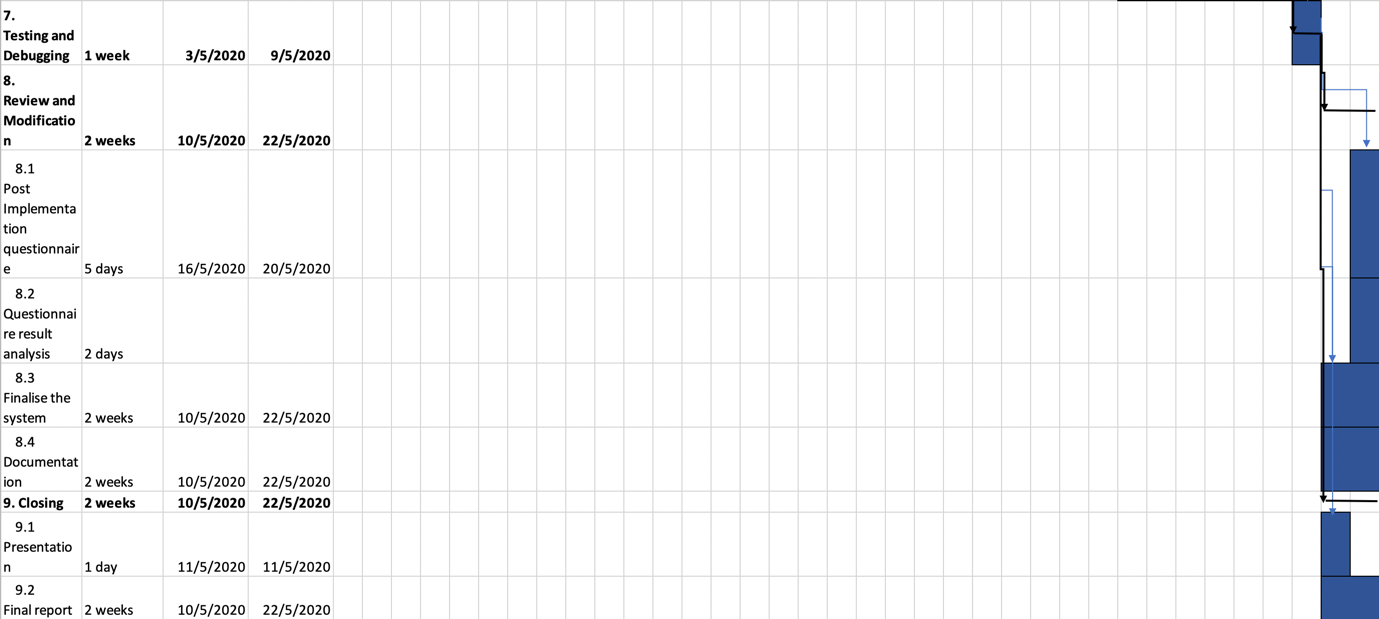 7.
Testing and
Debugging 1 week 3/5/2020 9/5/2020
8.
Review and
Modificatio
n 2 weeks 10/5/2020 22/5/2020
8.1
Post
Implementa
tion
questionnair
e 5 days 16/5/2020 20/5/2020
8.2
Questionnai
re result
analysis 2 days
8.3
Finalise the
system 2 weeks 10/5/2020 22/5/2020
8.4
Documentat
ion 2 weeks 10/5/2020 22/5/2020
9. Closing 2 weeks 10/5/2020 22/5/2020
9.1
Presentatio
n 1 day 11/5/2020 11/5/2020
9.2
Final report 2 weeks 10/5/2020 22/5/2020